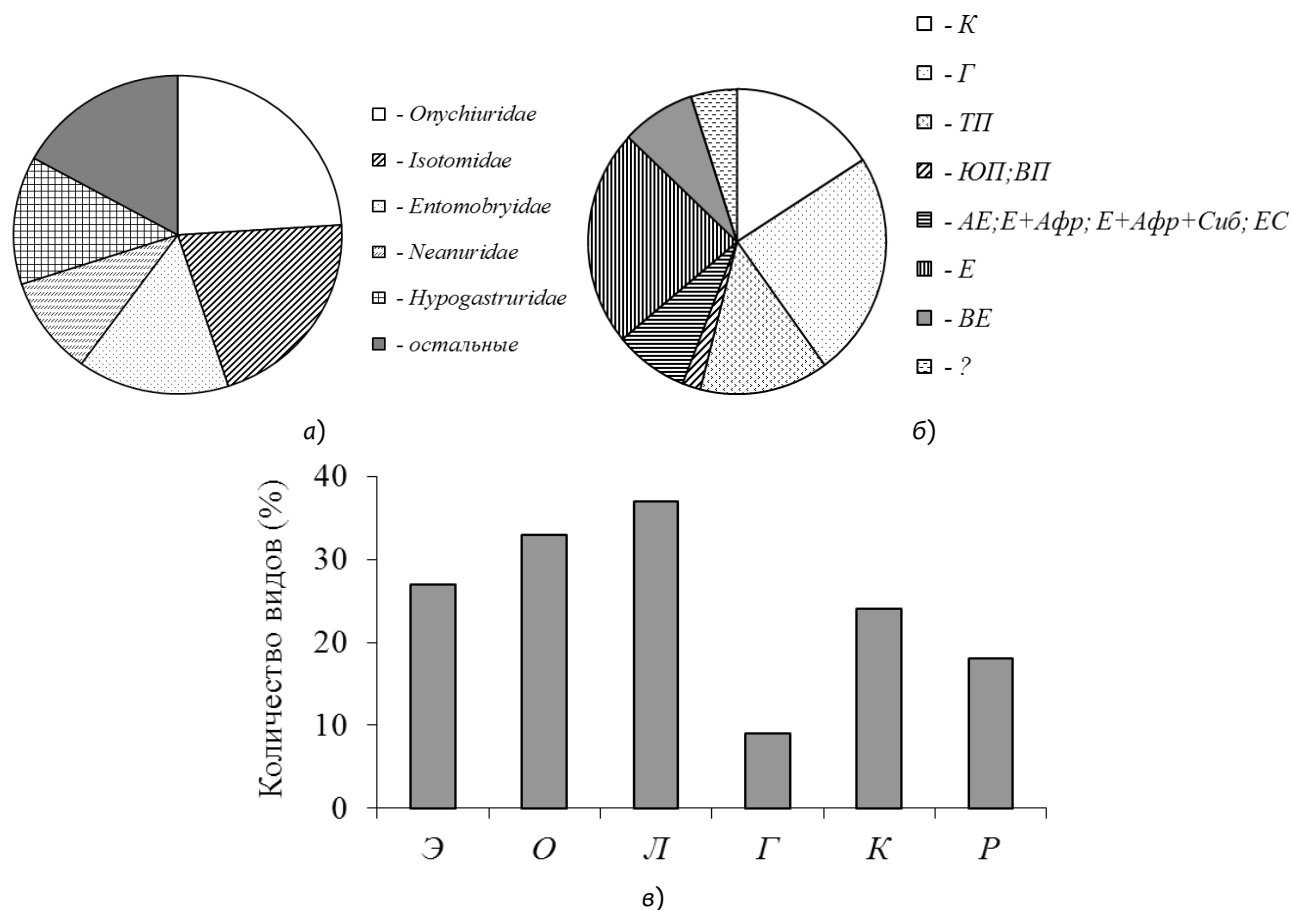 - Onychiuridae
- Isotomidae
- Entomobryidae
- Neanuridae
- Hypogastruridae
- остальные
а)
- К
- Г
- ТП
- ЮП;ВП
- АЕ;Е+Афр; Е+Афр+Сиб; ЕС
- Е
- ВЕ
- ?
б)
Количество видов (%)
40
30
20
10
0
Э О Л Г К Р
в)